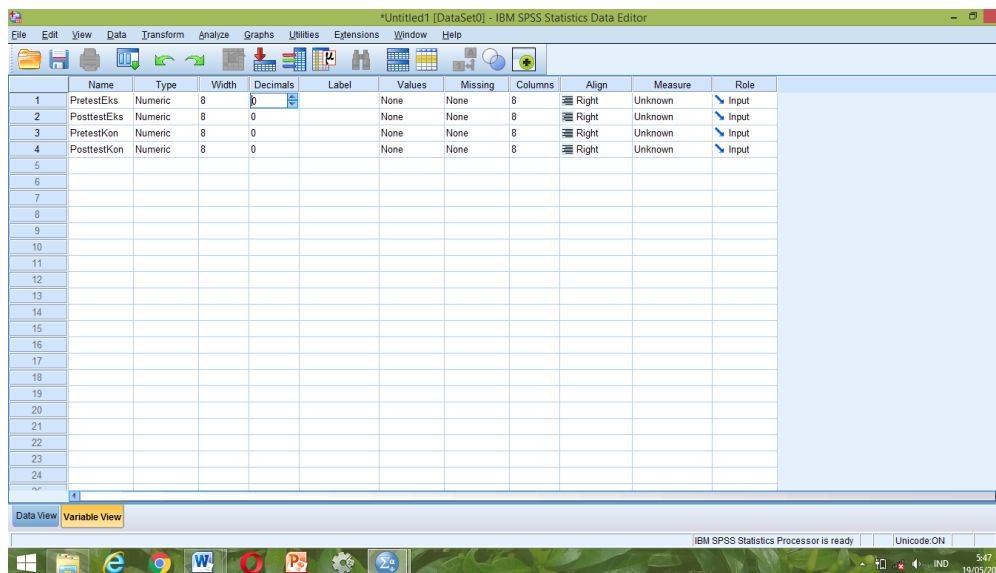 *Untitled1 [DataSet0] - IBM SPSS Statistics Data Editor
File Edit View Data Transform Analyze Graphs Utilities Extensions Window Help
Name Type Width Decimals Label Values Missing Columns Align Measure Role
1 PretestEks Numeric 8 0 None None 8 Right Unknown Input
2 PosttestEks Numeric 8 0 None None 8 Right Unknown Input
3 PretestKon Numeric 8 0 None None 8 Right Unknown Input
4 PosttestKon Numeric 8 0 None None 8 Right Unknown Input
5
6
7
8
9
10
11
12
13
14
15
16
17
18
19
20
21
22
23
24
Data View Variable View
IBM SPSS Statistics Processor is ready Unicode:ON
IND 5:47
19/05/20